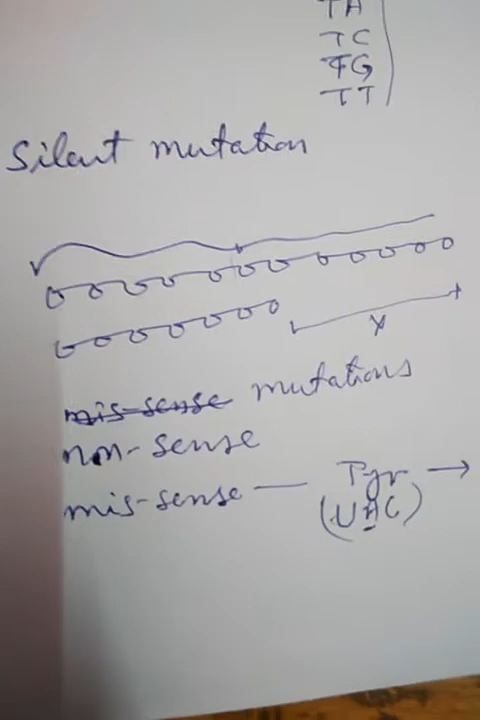 TA
TC
TG
TT
Silent mutation
x
mis-sense mutations
non-sense
mis-sense — Tyr →
(UAC)